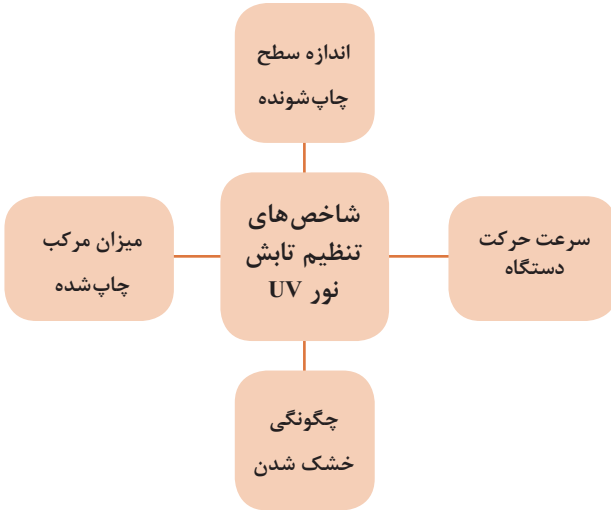 اندازه سطح
چاپ‌شونده
شاخص‌های
تنظیم تابش
نور UV
سرعت حرکت
دستگاه
میزان مرکب
چاپ‌شده
چگونگی
خشک شدن